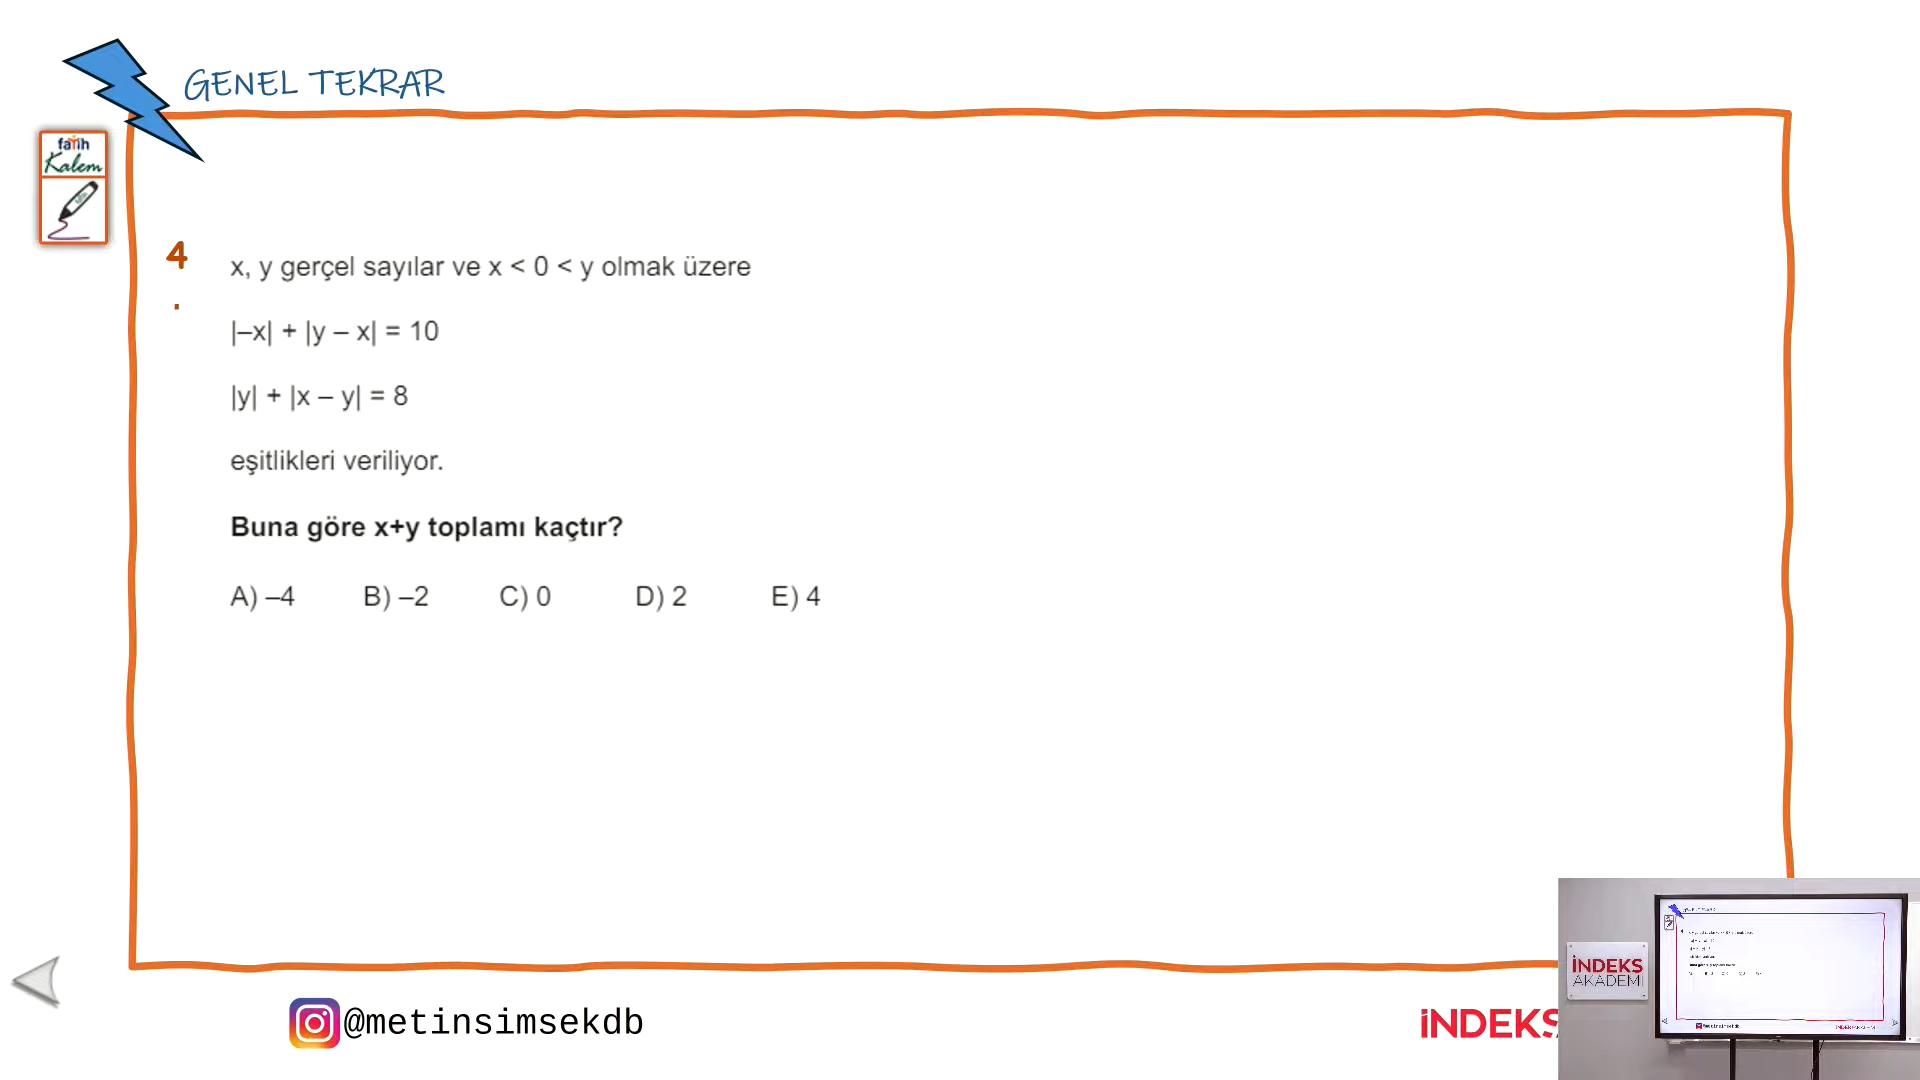 GENEL TEKRAR
fatih
Kalem
4
.
x, y gerçel sayılar ve x < 0 < y olmak üzere
|–x| + |y – x| = 10
|y| + |x – y| = 8
eşitlikleri veriliyor.
Buna göre x+y toplamı kaçtır?
A) –4 B) –2 C) 0 D) 2 E) 4
@metinsimsekdb
İNDEKS
İNDEKS
AKADEMİ